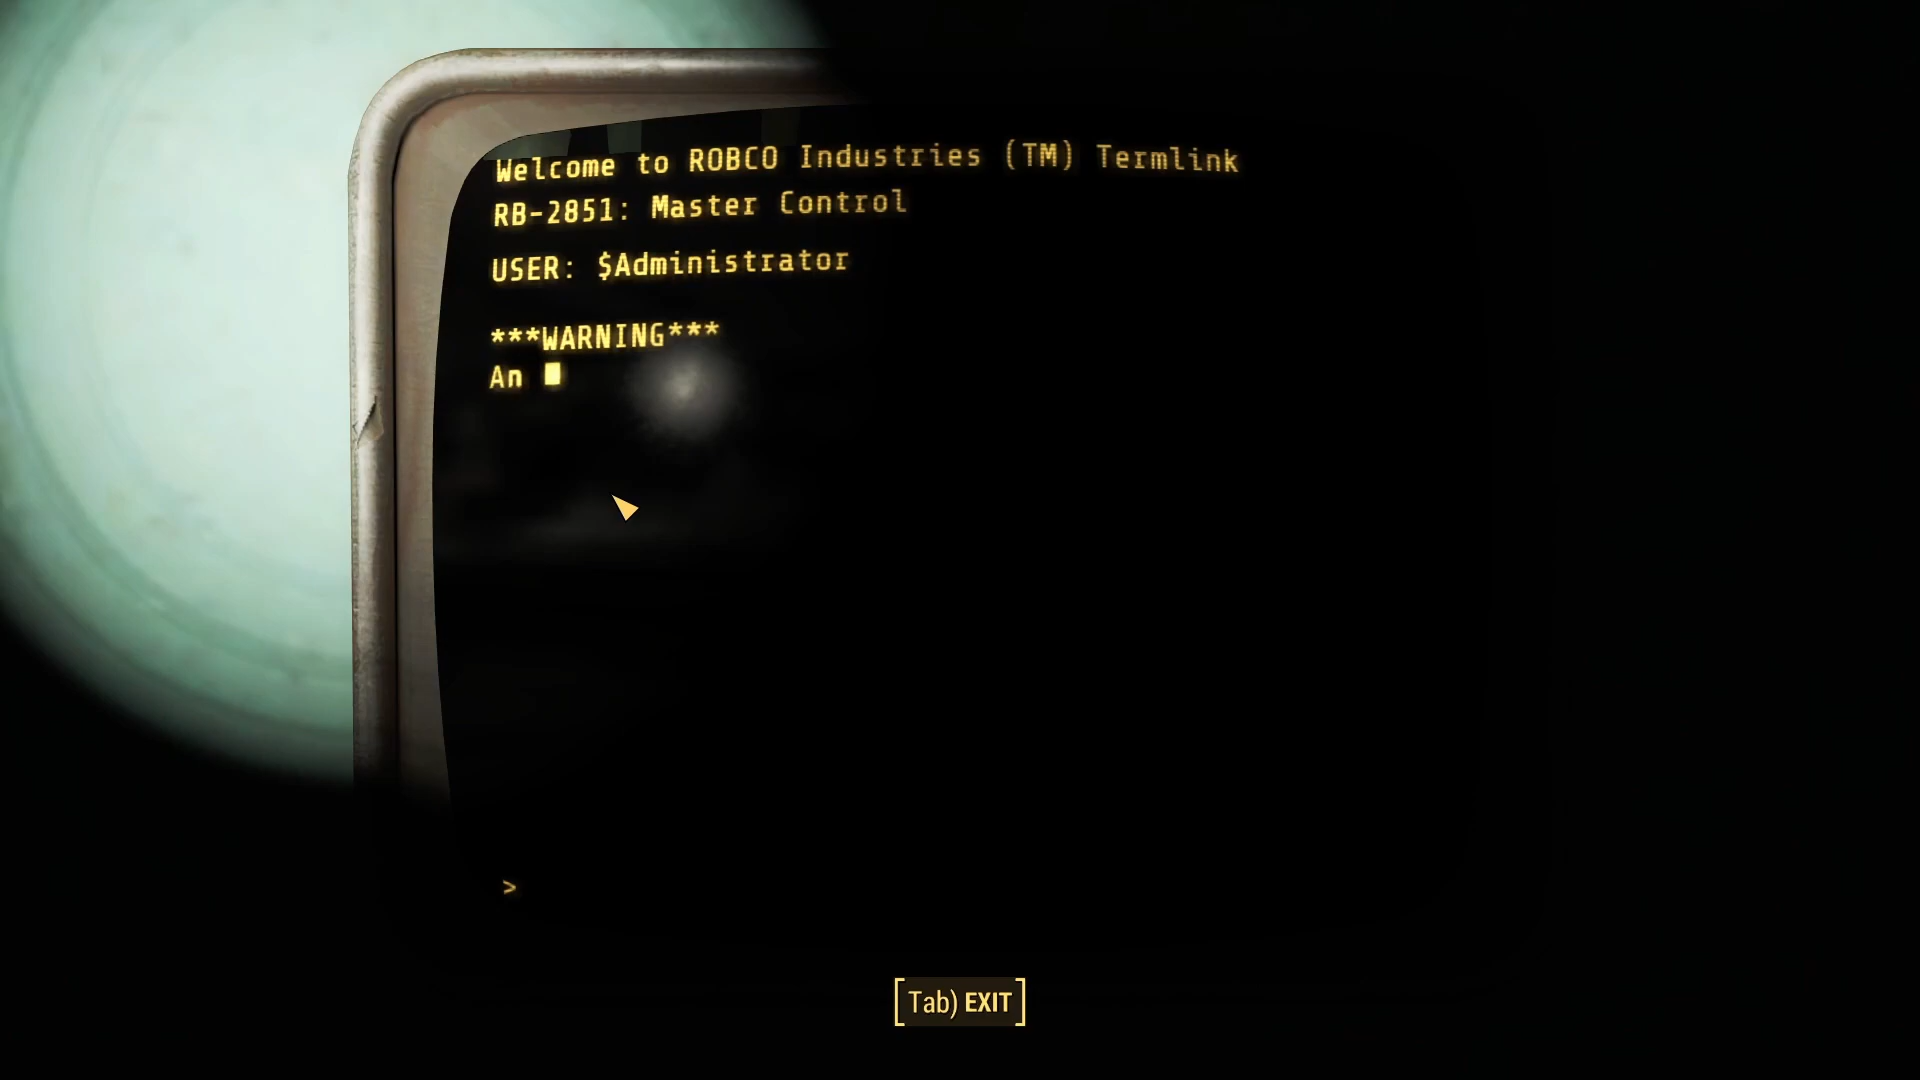 Welcome to ROBCO Industries (TM) Termlink
RB-2851: Master Control
USER: $Administrator
***WARNING***
An
>
[Tab) EXIT]